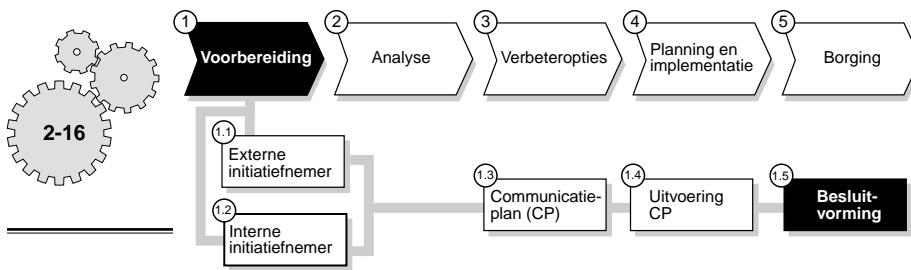 1
2
3
4
5
Voorbereiding
Analyse
Verbeteropties
Planning en
implementatie
Borging
2-16
1.1
Externe
initiatiefnemer
1.2
Interne
initiatiefnemer
1.3
Communicatie-
plan (CP)
1.4
Uitvoering
CP
1.5
Besluit-
vorming